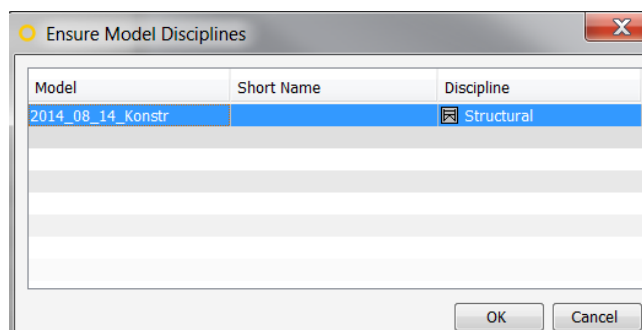 Ensure Model Disciplines
Model Short Name Discipline
2014_08_14_Konstr Structural
OK Cancel